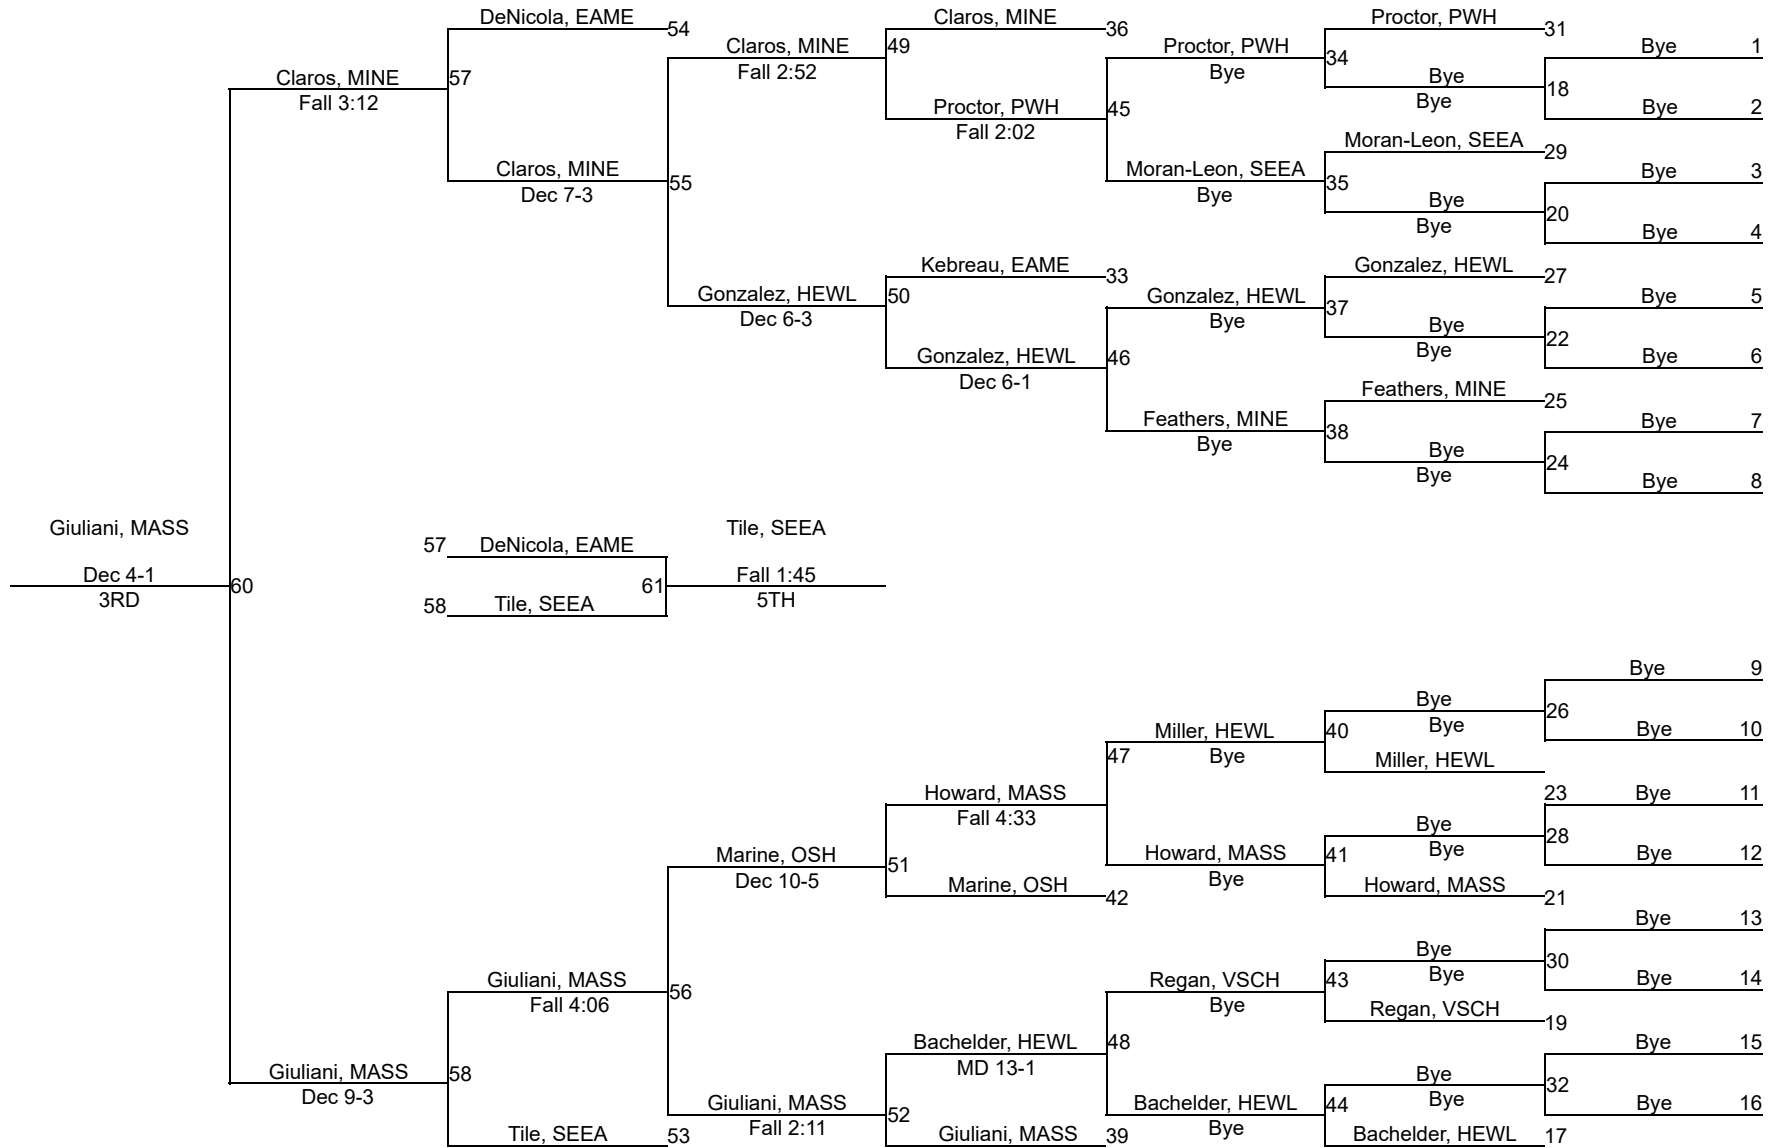 DeNicola, EAME
54
Claros, MINE
36
Proctor, PWH
31
Claros, MINE
Fall 2:52
49
Proctor, PWH
Bye
34
Bye 1
Claros, MINE
Fall 3:12
57
Bye
Bye
18
Proctor, PWH
Fall 2:02
45
Bye 2
Moran-Leon, SEEA
29
Claros, MINE
Dec 7-3
55
Moran-Leon, SEEA
Bye
35
Bye 3
Bye
Bye
20
Bye 4
Kebreau, EAME
33
Gonzalez, HEWL
27
Gonzalez, HEWL
Dec 6-3
50
Gonzalez, HEWL
Bye
37
Bye 5
Bye
Bye
22
Gonzalez, HEWL
Dec 6-1
46
Bye 6
Feathers, MINE
25
Feathers, MINE
Bye
38
Bye 7
Bye
Bye
24
Bye 8
Giuliani, MASS
Tile, SEEA
57 DeNicola, EAME
Dec 4-1
3RD
60
61
Fall 1:45
5TH
58 Tile, SEEA
Bye 9
Bye
Bye
26
Miller, HEWL
Bye
40
Bye 10
47
Miller, HEWL
23
Howard, MASS
Fall 4:33
Bye 11
Bye
Bye
28
Marine, OSH
Dec 10-5
51
Howard, MASS
Bye
41
Bye 12
Marine, OSH
42
Howard, MASS
21
Bye 13
Bye
Bye
30
Giuliani, MASS
Fall 4:06
56
Regan, VSCH
Bye
43
Bye 14
Regan, VSCH
19
Bachelder, HEWL
MD 13-1
48
Bye 15
Giuliani, MASS
Dec 9-3
58
Bye
Bye
32
Giuliani, MASS
Fall 2:11
52
Bachelder, HEWL
Bye
44
Bye 16
Tile, SEEA
53
Giuliani, MASS
39
Bachelder, HEWL
17